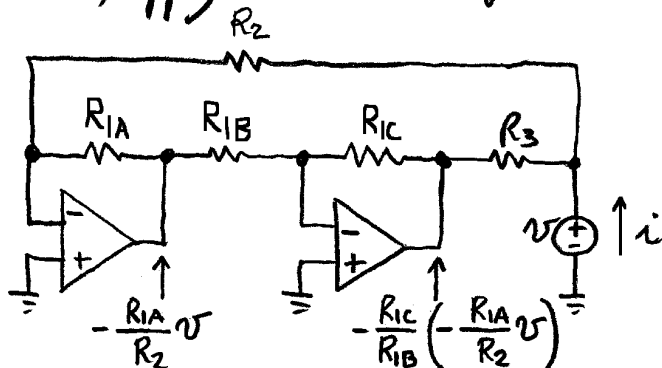 R2
R1A R1B R1C R3
- + - + v + - i
- R1A/R2 v - R1C/R1B (- R1A/R2 v)